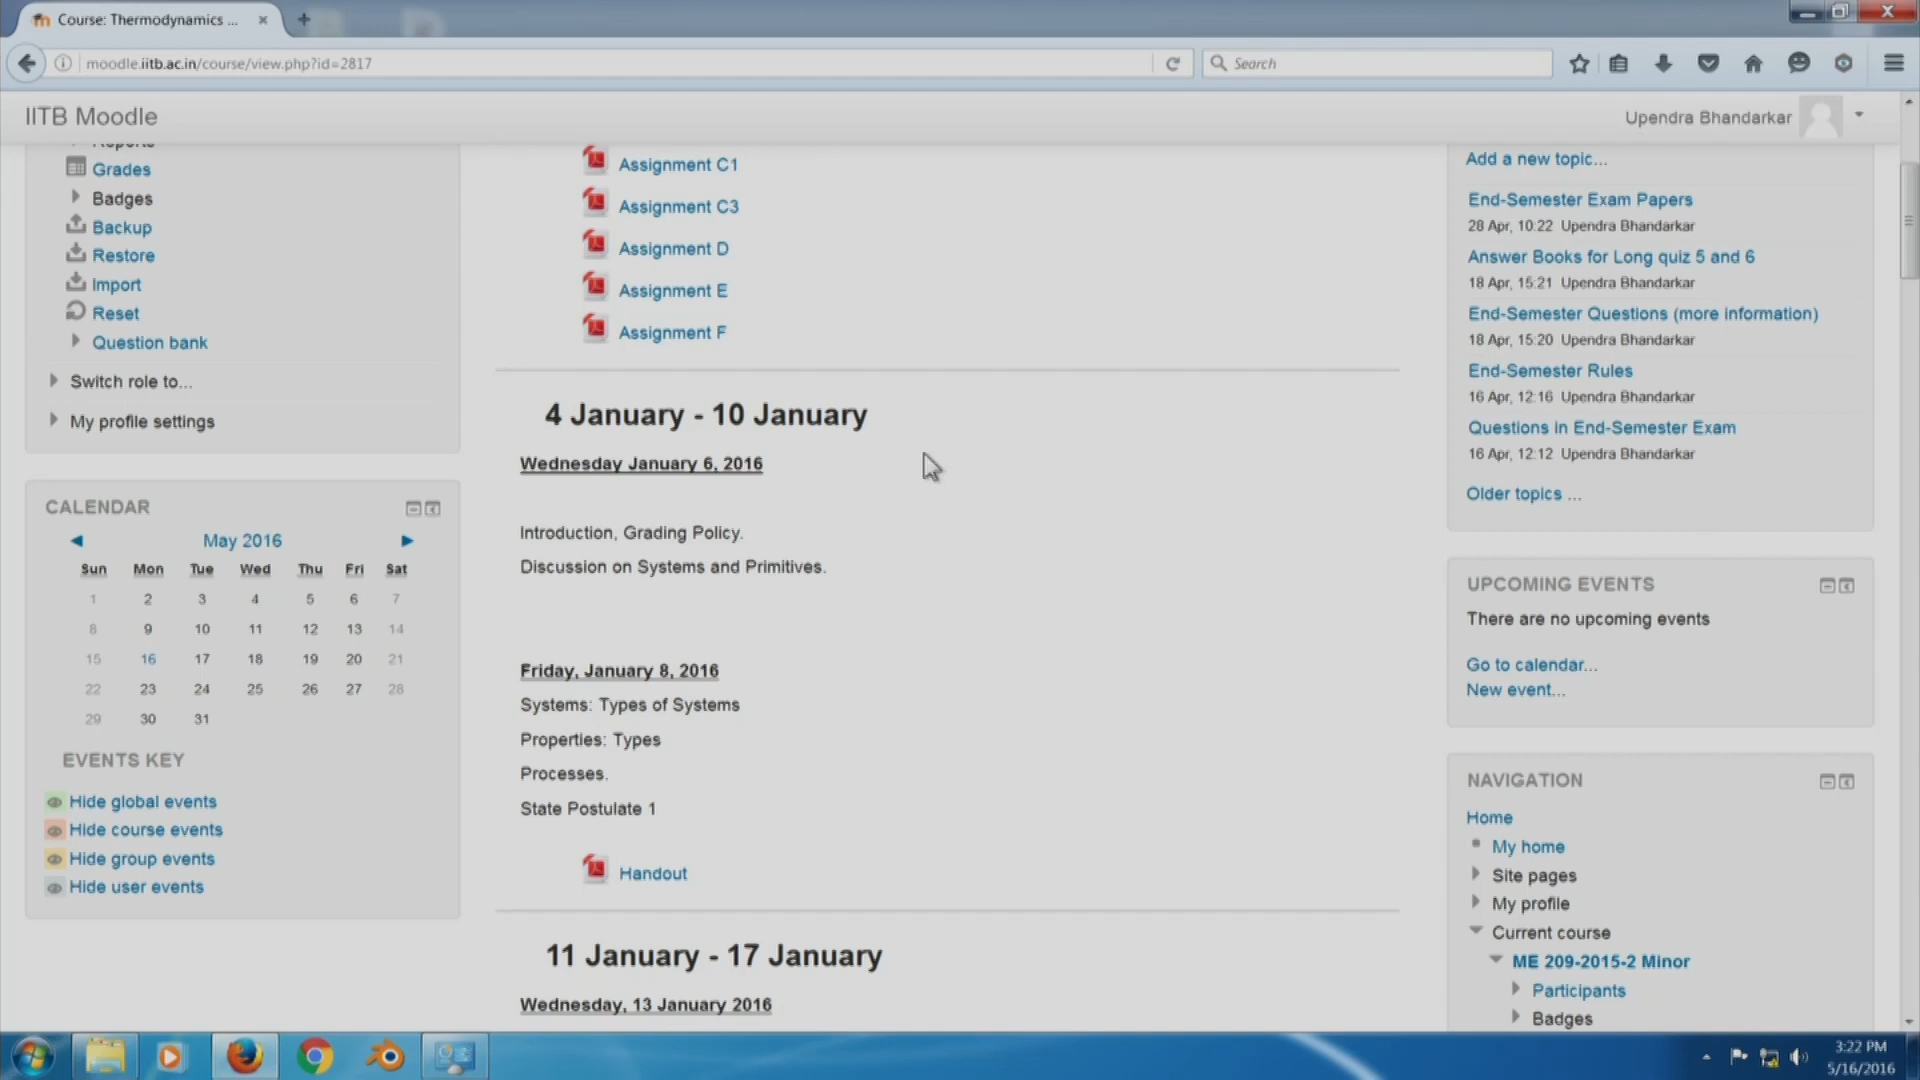 Course: Thermodynamics ...
moodle.iitb.ac.in/course/view.php?id=2817
Search
IITB Moodle
Upendra Bhandarkar
Reports
Grades
Badges
Backup
Restore
Import
Reset
Question bank
Switch role to...
My profile settings
CALENDAR
May 2016
Sun Mon Tue Wed Thu Fri Sat
1 2 3 4 5 6 7
8 9 10 11 12 13 14
15 16 17 18 19 20 21
22 23 24 25 26 27 28
29 30 31
EVENTS KEY
Hide global events
Hide course events
Hide group events
Hide user events
Assignment C1
Assignment C3
Assignment D
Assignment E
Assignment F
4 January - 10 January
Wednesday January 6, 2016
Introduction, Grading Policy.
Discussion on Systems and Primitives.
Friday, January 8, 2016
Systems: Types of Systems
Properties: Types
Processes.
State Postulate 1
Handout
11 January - 17 January
Wednesday, 13 January 2016
Add a new topic...
End-Semester Exam Papers
28 Apr, 10:22 Upendra Bhandarkar
Answer Books for Long quiz 5 and 6
18 Apr, 15:21 Upendra Bhandarkar
End-Semester Questions (more information)
18 Apr, 15:20 Upendra Bhandarkar
End-Semester Rules
16 Apr, 12:16 Upendra Bhandarkar
Questions in End-Semester Exam
16 Apr, 12:12 Upendra Bhandarkar
Older topics ...
UPCOMING EVENTS
There are no upcoming events
Go to calendar...
New event...
NAVIGATION
Home
My home
Site pages
My profile
Current course
ME 209-2015-2 Minor
Participants
Badges
3:22 PM
5/16/2016